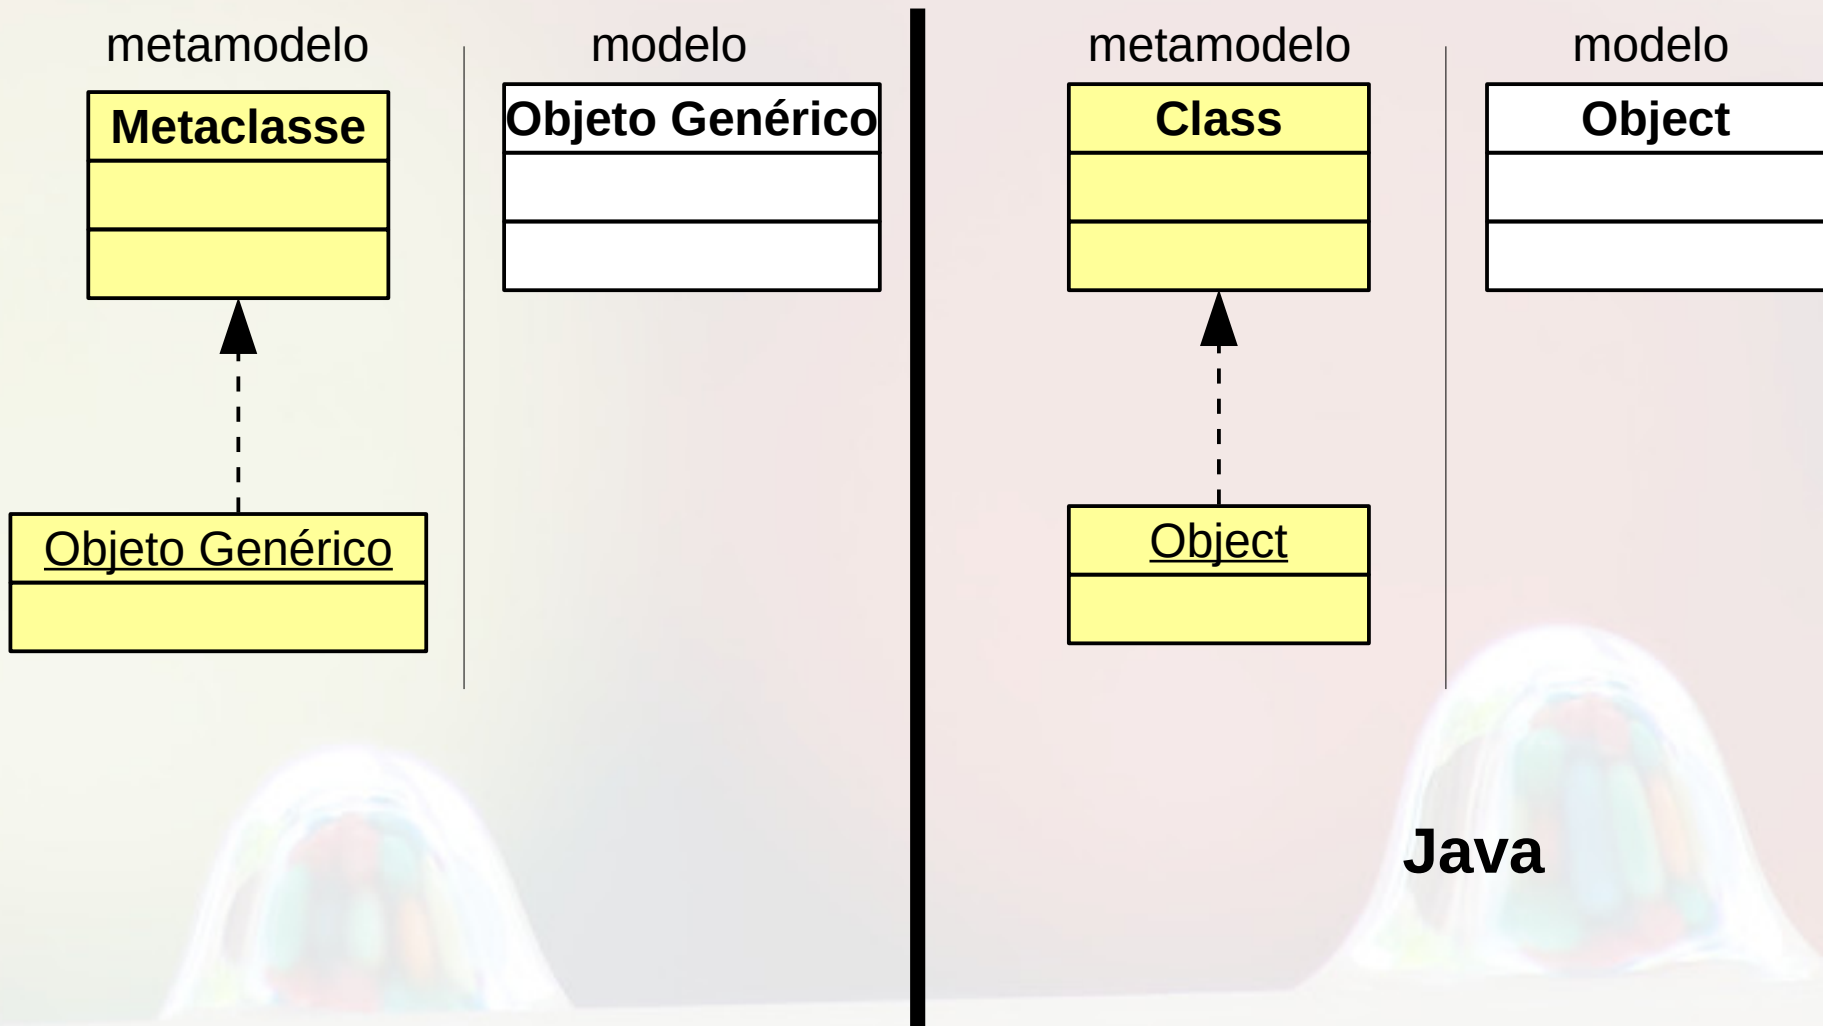 metamodelo
modelo
Metaclasse
Objeto Genérico
Objeto Genérico
metamodelo
modelo
Class
Object
Object
Java